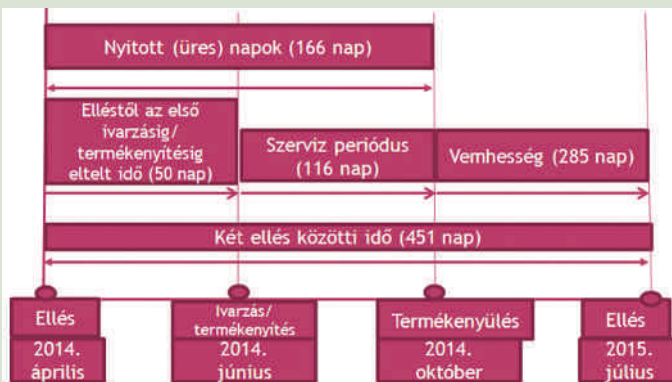 Nyitott (üres) napok (166 nap)
Elléstől az első
ivarzásig/
termékenyítésig
eltelt idő (50 nap)
Szerviz periódus
(116 nap)
Vemhesség (285 nap)
Két ellés közötti idő (451 nap)
Ellés
2014.
április
Ivarzás/
termékenyítés
2014.
június
Termékenyülés
2014.
október
Ellés
2015.
július